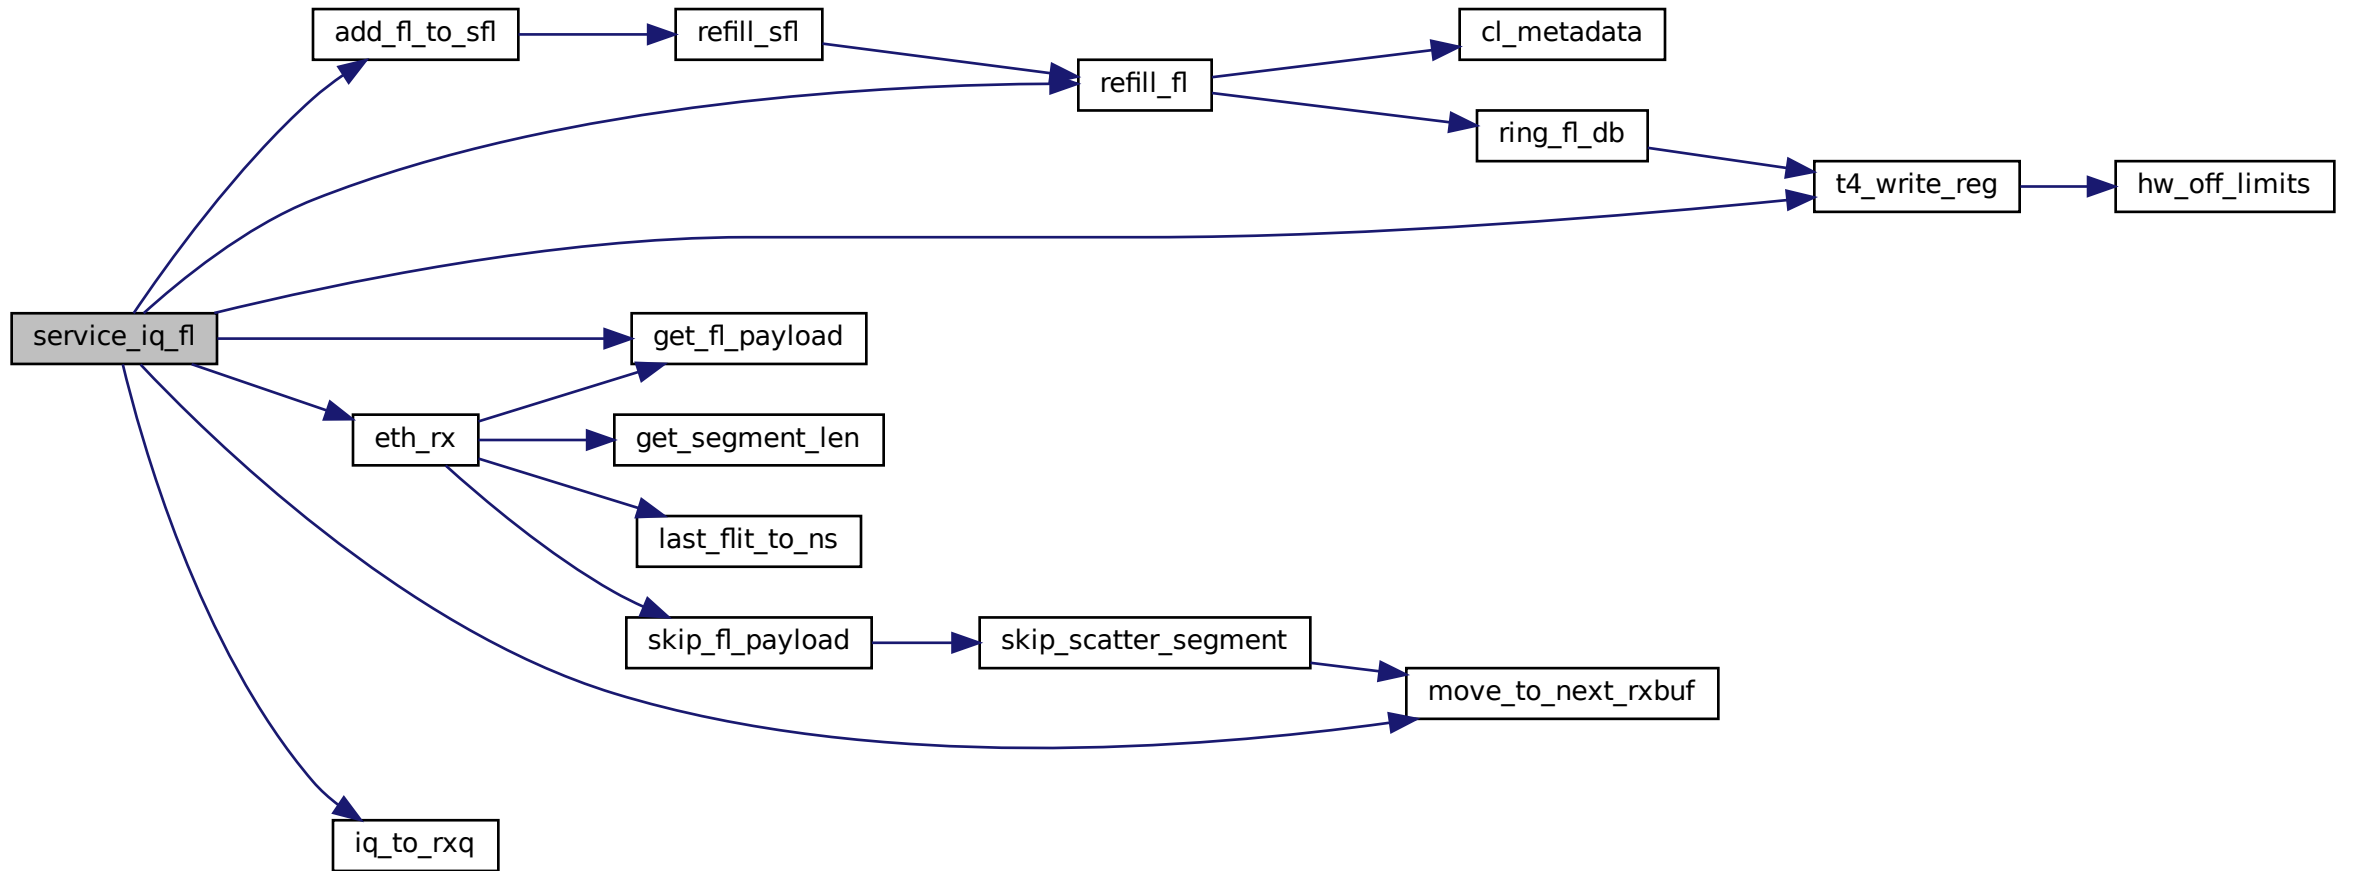 add_fl_to_sfl
refill_sfl
cl_metadata
refill_fl
ring_fl_db
t4_write_reg
hw_off_limits
service_iq_fl
get_fl_payload
eth_rx
get_segment_len
last_flit_to_ns
skip_fl_payload
skip_scatter_segment
move_to_next_rxbuf
iq_to_rxq